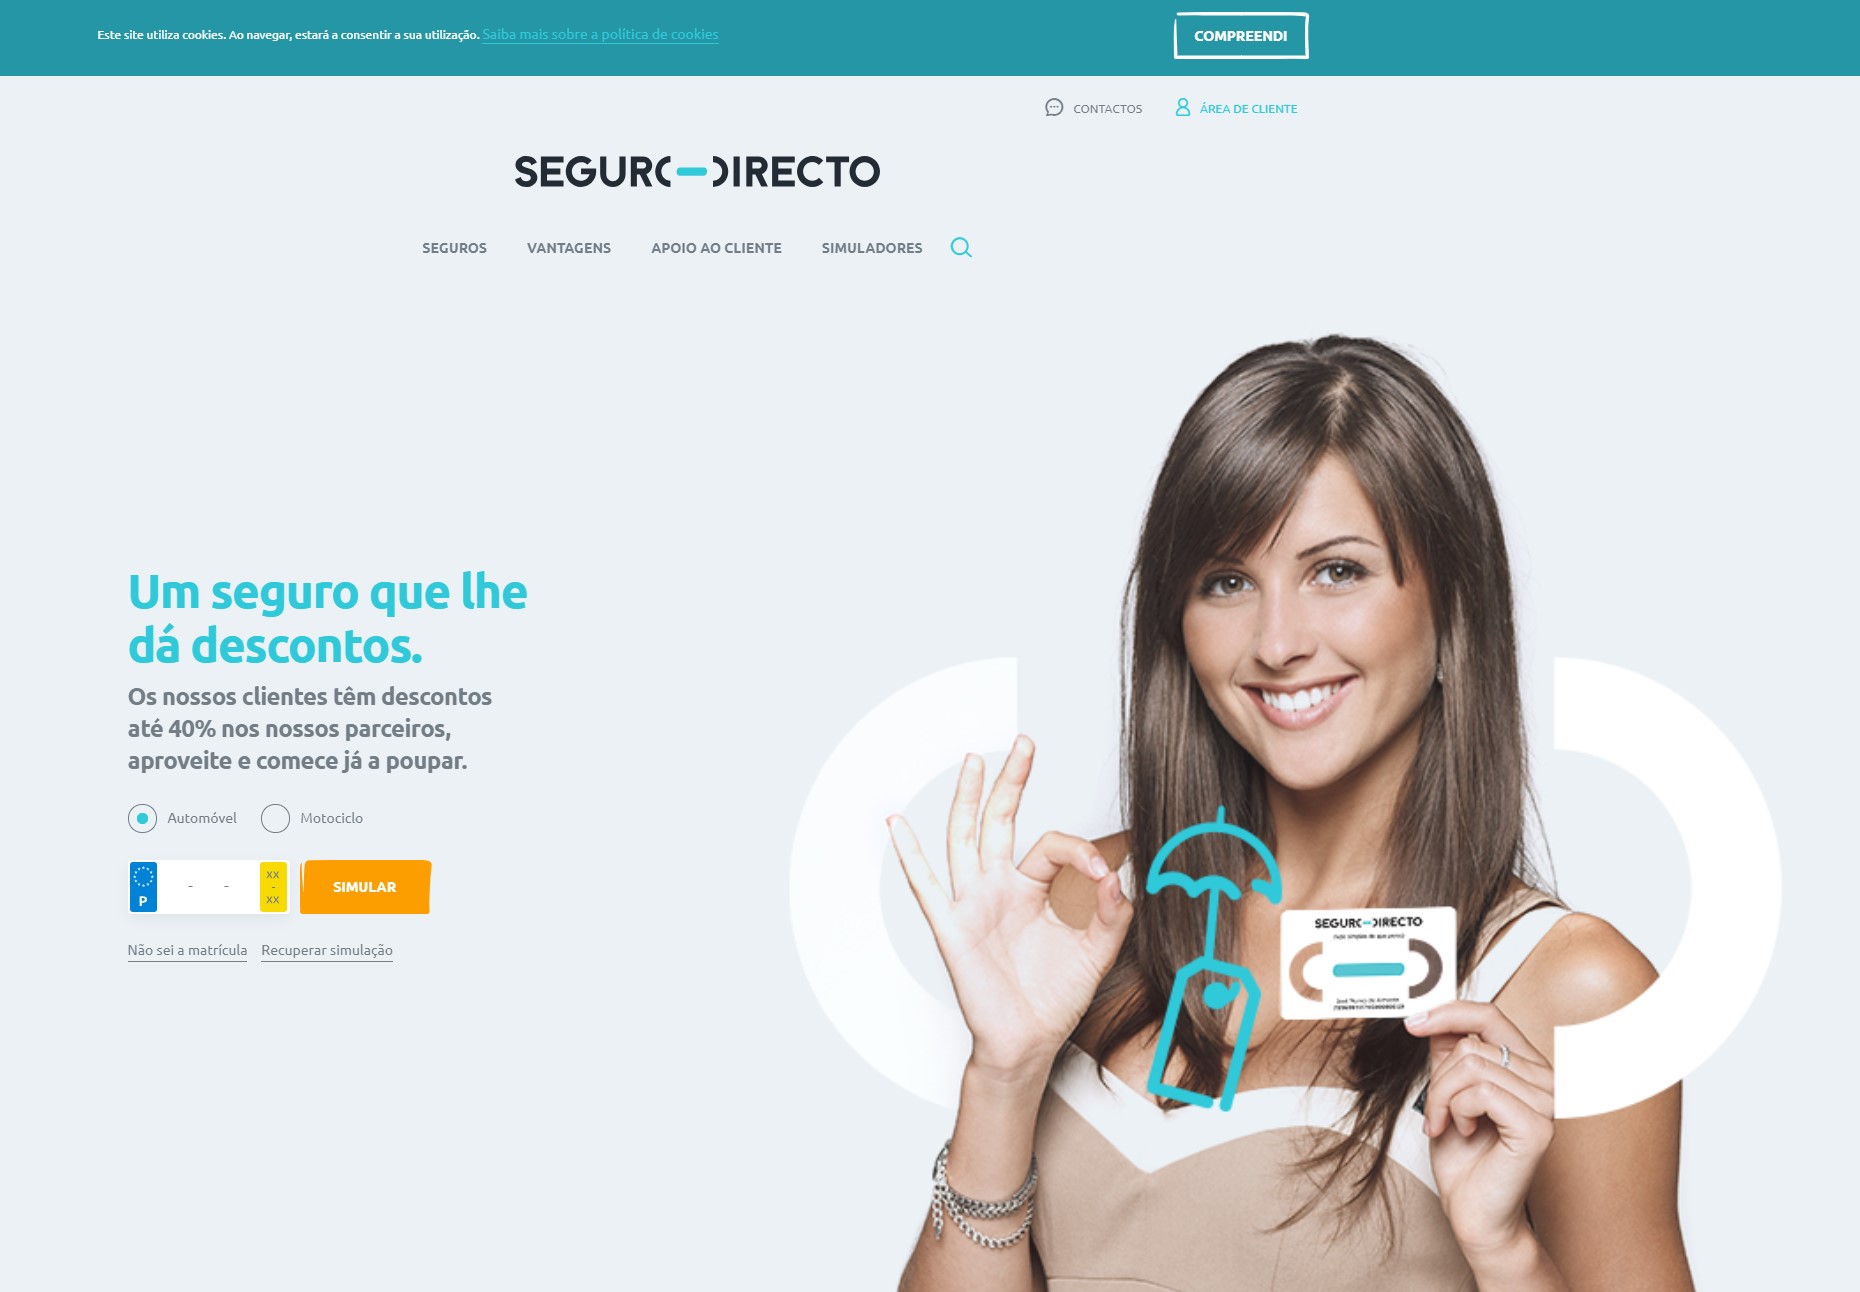 Este site utiliza cookies. Ao navegar, estará a consentir a sua utilização. Saiba mais sobre a política de cookies
COMPREENDI
CONTACTOS
ÁREA DE CLIENTE
SEGURO-DIRECTO
SEGUROS
VANTAGENS
APOIO AO CLIENTE
SIMULADORES
Um seguro que lhe
dá descontos.
Os nossos clientes têm descontos
até 40% nos nossos parceiros,
aproveite e comece já a poupar.
Automóvel
Motociclo
P
- -
XX
-
XX
SIMULAR
Não sei a matrícula
Recuperar simulação
SEGURO-DIRECTO